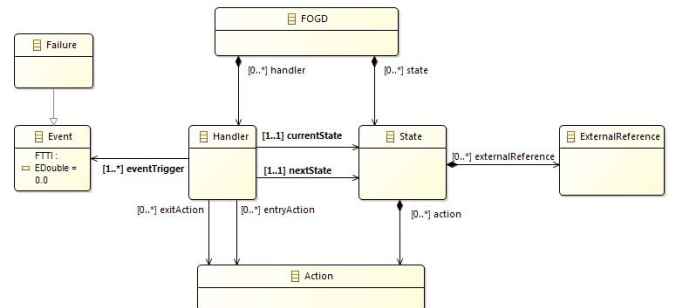 FOGD
Failure
[0..*] handler
[0..*] state
Event
FTTI :
EDouble =
0.0
Handler
[1..1] currentState
State
ExternalReference
[1..*] eventTrigger
[1..1] nextState
[0..*] externalReference
[0..*] exitAction
[0..*] entryAction
[0..*] action
Action